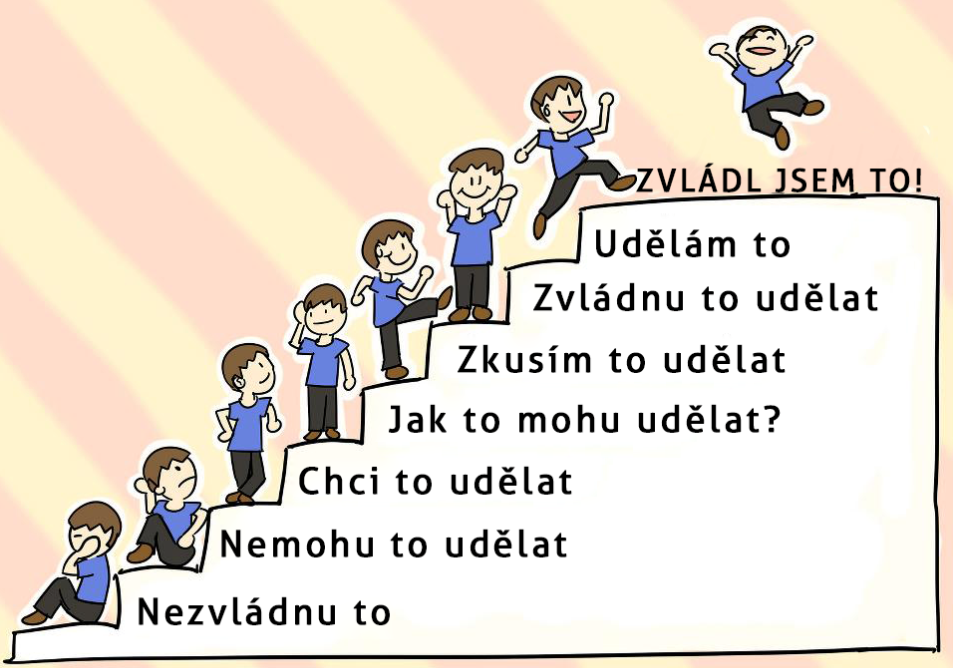 ZVLÁDL JSEM TO!
Udělám to
Zvládnu to udělat
Zkusím to udělat
Jak to mohu udělat?
Chci to udělat
Nemohu to udělat
Nezvládnu to